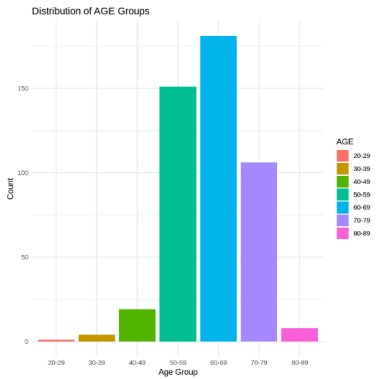 Distribution of AGE Groups
Count
150
100
50
0
20-29 30-39 40-49 50-59 60-69 70-79 80-89
Age Group
AGE
20-29
30-39
40-49
50-59
60-69
70-79
80-89